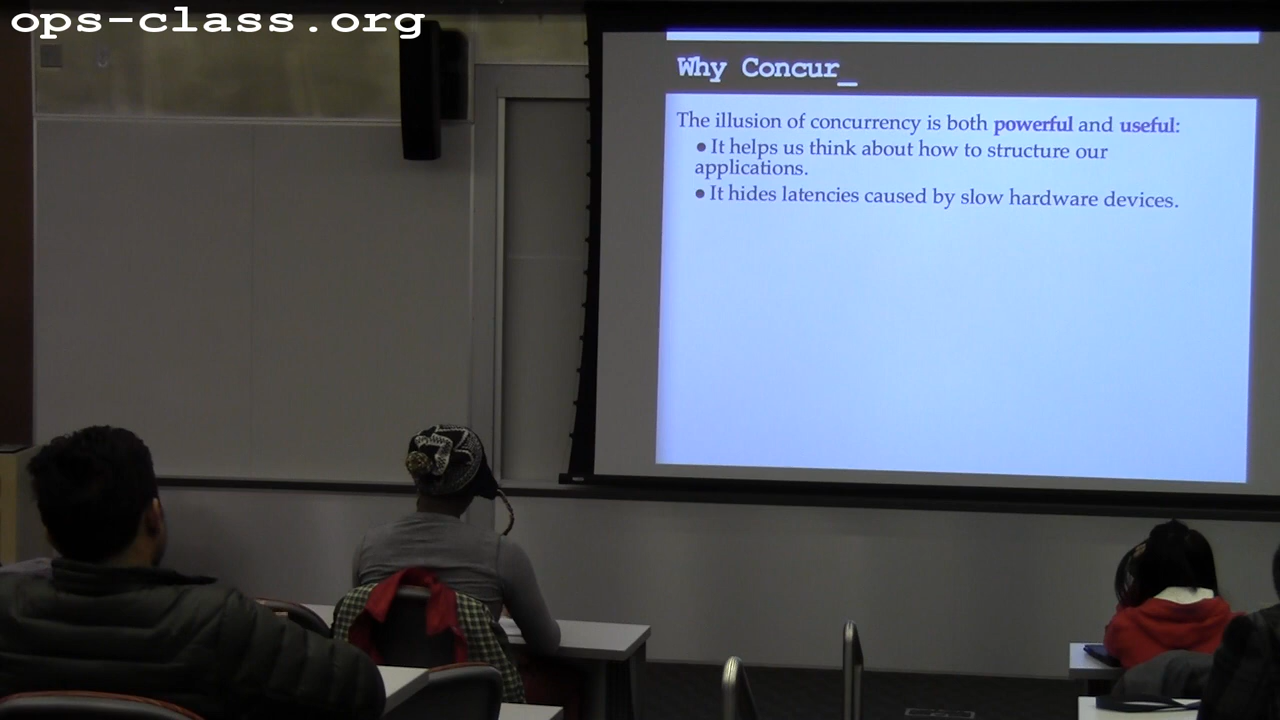 ops-class.org
Why Concur_
The illusion of concurrency is both powerful and useful:
● It helps us think about how to structure our
applications.
● It hides latencies caused by slow hardware devices.